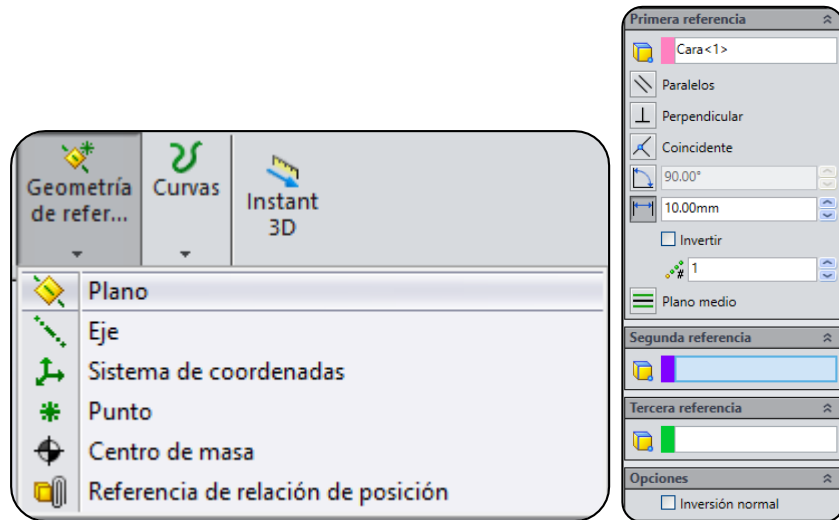 Geometría
de refer...
Curvas
Instant
3D
Plano
Eje
Sistema de coordenadas
Punto
Centro de masa
Referencia de relación de posición
Primera referencia
Cara<1>
Paralelos
Perpendicular
Coincidente
90.00°
10.00mm
Invertir
# 1
Plano medio
Segunda referencia
Tercera referencia
Opciones
Inversión normal